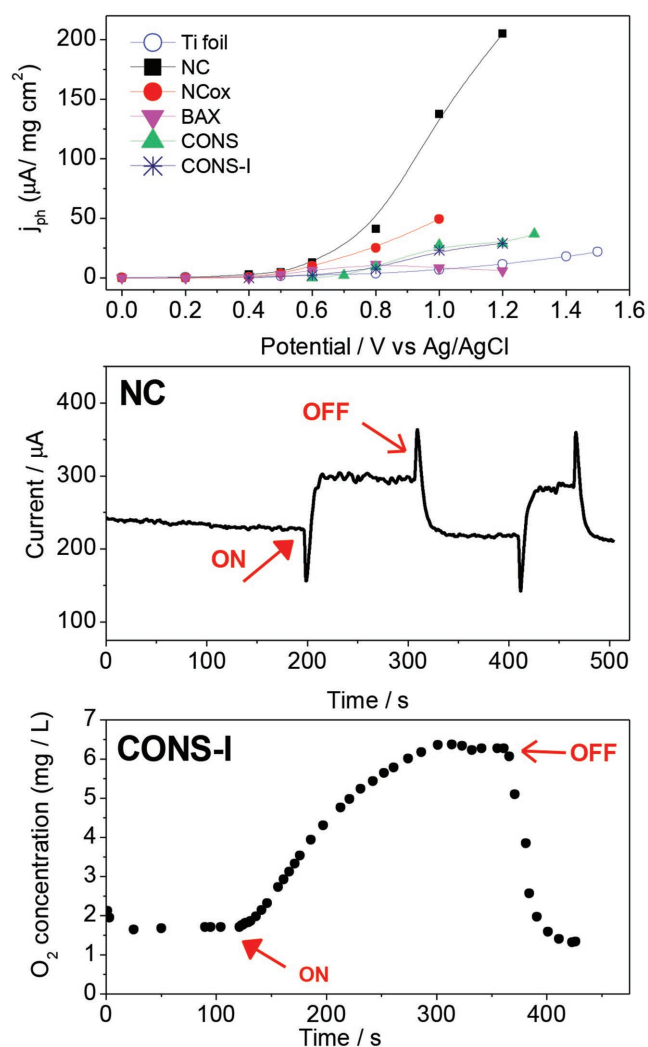 200
150
100
50
0
j_ph (μA/ mg cm²)
Ti foil
NC
NCox
BAX
CONS
CONS-I
0.0 0.2 0.4 0.6 0.8 1.0 1.2 1.4 1.6
Potential / V vs Ag/AgCl
NC
OFF
ON
400
300
200
100
Current / μA
0 100 200 300 400 500
Time / s
CONS-I
OFF
ON
7
6
5
4
3
2
1
0
O₂ concentration (mg / L)
0 100 200 300 400
Time / s